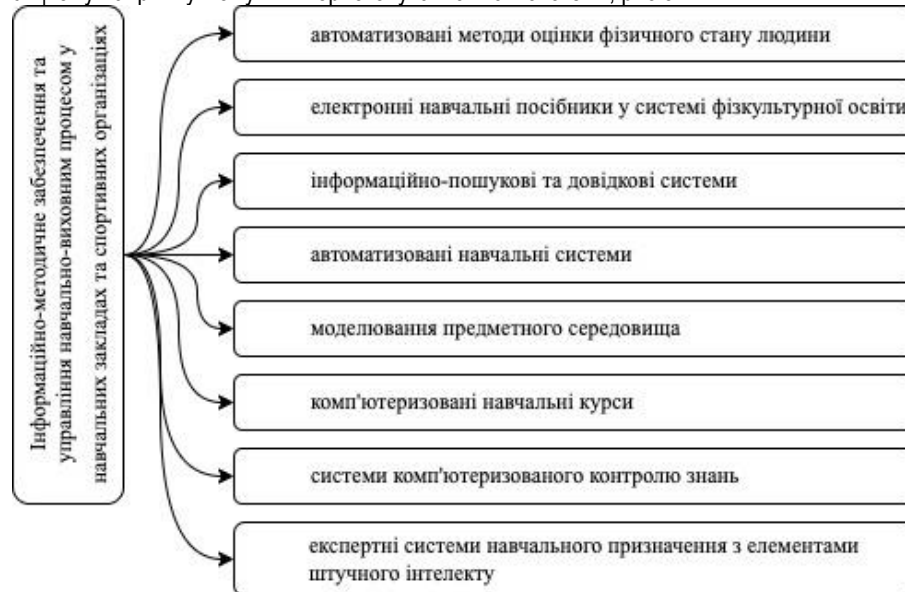 Інформаційно-методичне забезпечення та
управління навчально-виховним процесом у
навчальних закладах та спортивних організаціях
автоматизовані методи оцінки фізичного стану людини
електронні навчальні посібники у системі фізкультурної освіти
інформаційно-пошукові та довідкові системи
автоматизовані навчальні системи
моделювання предметного середовища
комп'ютеризовані навчальні курси
системи комп'ютеризованого контролю знань
експертні системи навчального призначення з елементами
штучного інтелекту